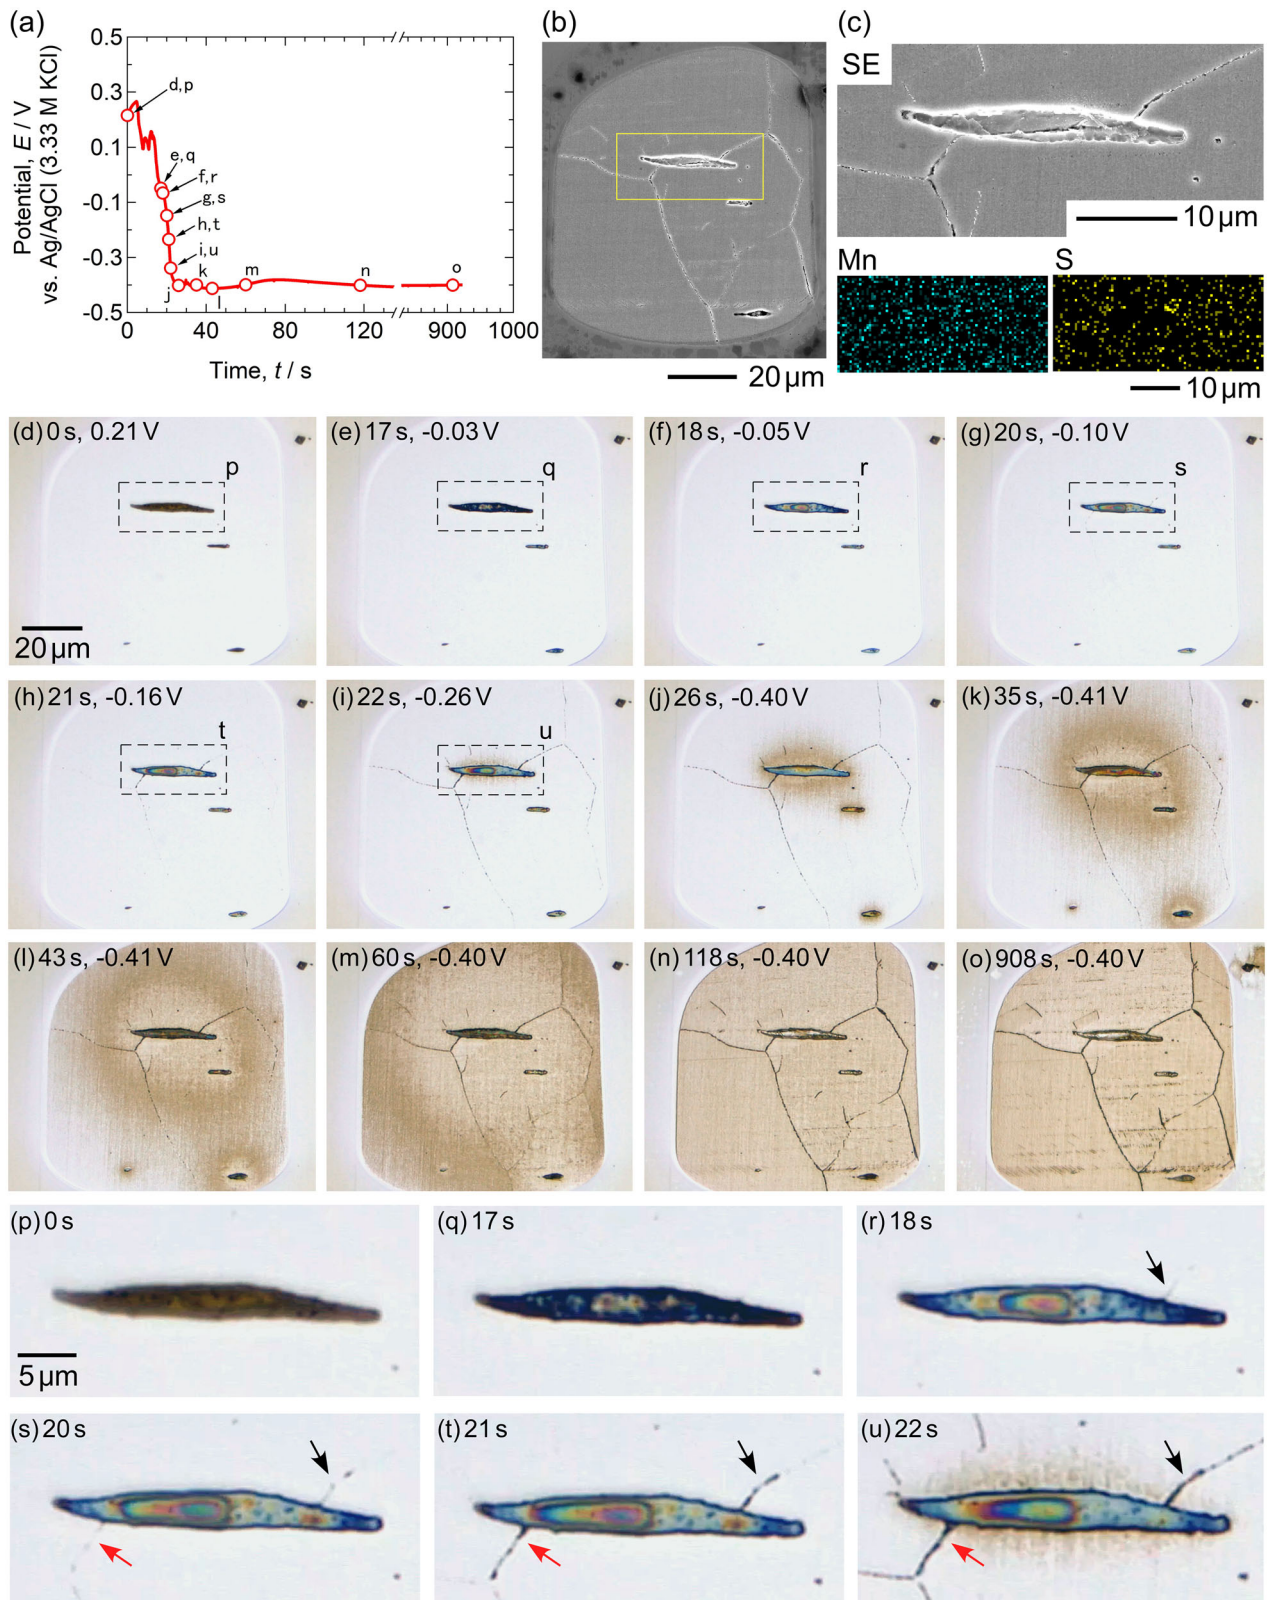 (a)
Potential, E / V
vs. Ag/AgCl (3.33 M KCl)
0.5
0.3
0.1
-0.1
-0.3
-0.5
d,p
e,q
f,r
g,s
h,t
i,u
j
k
l
m
n
o
0
40
80
120
900
1000
Time, t / s
(b)
20 µm
(c)
SE
10 µm
Mn
S
10 µm
(d) 0 s, 0.21 V
p
20 µm
(e) 17 s, -0.03 V
q
(f) 18 s, -0.05 V
r
(g) 20 s, -0.10 V
s
(h) 21 s, -0.16 V
t
(i) 22 s, -0.26 V
u
(j) 26 s, -0.40 V
(k) 35 s, -0.41 V
(l) 43 s, -0.41 V
(m) 60 s, -0.40 V
(n) 118 s, -0.40 V
(o) 908 s, -0.40 V
(p) 0 s
5 µm
(q) 17 s
(r) 18 s
(s) 20 s
(t) 21 s
(u) 22 s